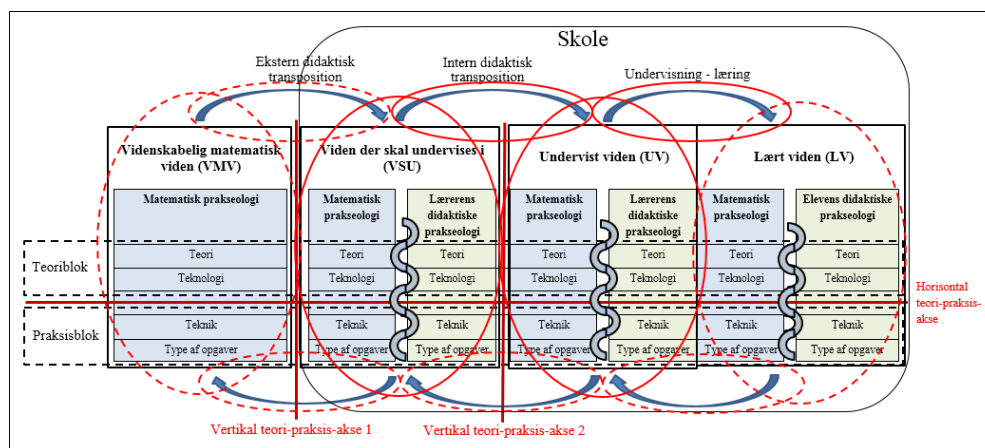 Skole
Ekstern didaktisk
transposition
Intern didaktisk
transposition
Undervisning - læring
Videnskabelig matematisk
viden (VMV)
Viden der skal undervises i
(VSU)
Undervist viden (UV)
Lært viden (LV)
Matematisk prakseologi
Matematisk
prakseologi
Lærerens
didaktiske
prakseologi
Matematisk
prakseologi
Lærerens
didaktiske
prakseologi
Matematisk
prakseologi
Elevens didaktiske
prakseologi
Teoriblok
Teori
Teori
Teori
Teori
Teori
Teori
Teori
Teknologi
Teknologi
Teknologi
Teknologi
Teknologi
Teknologi
Teknologi
Horisontal
teori-praksis-
akse
Praksisblok
Teknik
Teknik
Teknik
Teknik
Teknik
Teknik
Teknik
Type af opgaver
Type af opgaver
Type af opgaver
Type af opgaver
Type af opgaver
Type af opgaver
Type af opgaver
Vertikal teori-praksis-akse 1
Vertikal teori-praksis-akse 2